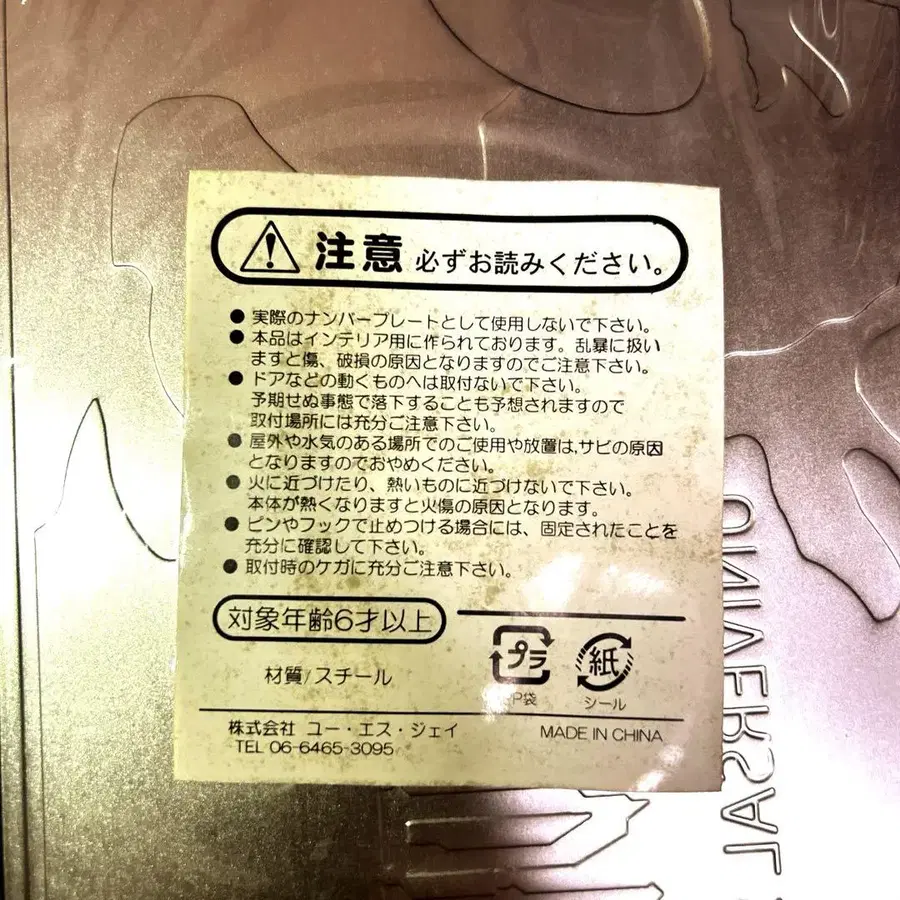 注意 必ずお読みください。
● 実際のナンバープレートとして使用しないで下さい。
● 本品はインテリア用に作られております。乱暴に扱い
ますと傷、破損の原因となりますのでご注意下さい。
● ドアなどの動くものへは取付ないで下さい。
予期せぬ事態で落下することも予想されますので
取付場所には充分ご注意下さい。
● 屋外や水気のある場所でのご使用や放置は,サビの原因
となりますのでおやめください。
● 火に近づけたり、熱いものに近づけないで下さい。
本体が熱くなりますと火傷の原因となります。
● ピンやフックで止めつける場合には、固定されたことを
充分に確認して下さい。
● 取付時のケガに充分ご注意下さい。
対象年齢6才以上
材質/スチール
プラ
P袋
紙
シール
株式会社 ユー・エス・ジェイ
TEL 06-6465-3095
MADE IN CHINA
UNIVERSAL